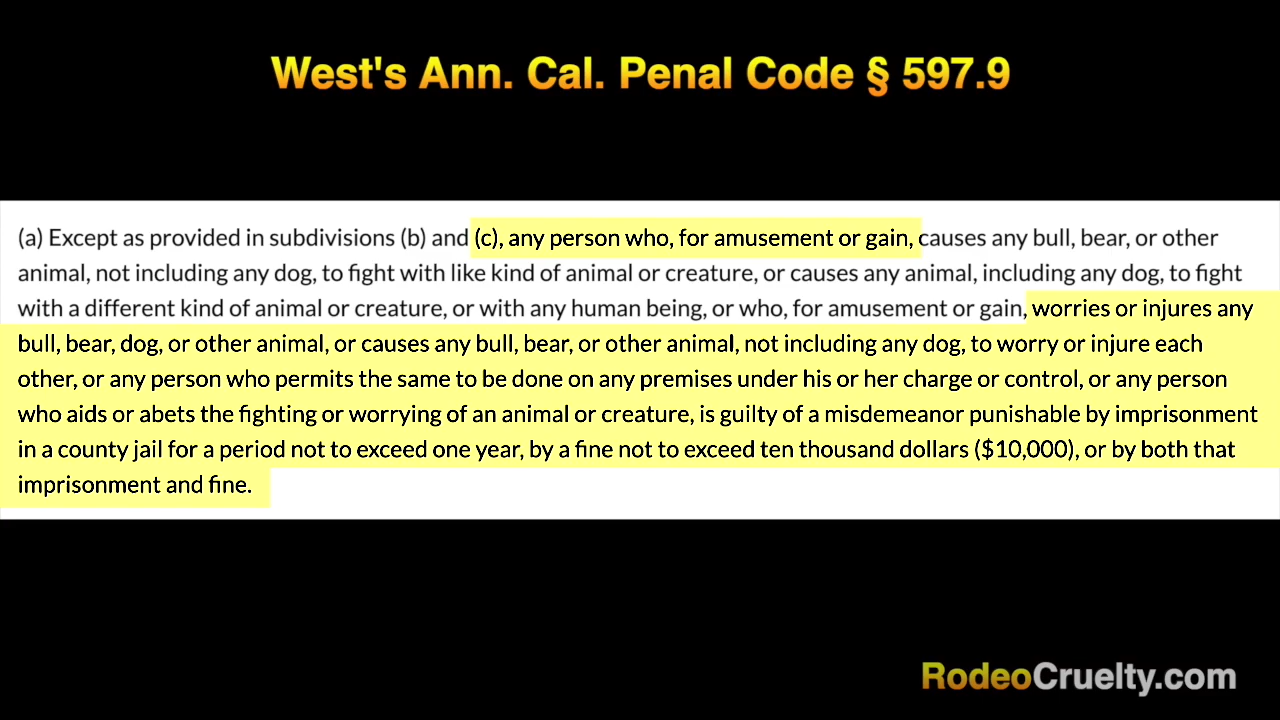 West's Ann. Cal. Penal Code § 597.9
(a) Except as provided in subdivisions (b) and (c), any person who, for amusement or gain, causes any bull, bear, or other
animal, not including any dog, to fight with like kind of animal or creature, or causes any animal, including any dog, to fight
with a different kind of animal or creature, or with any human being, or who, for amusement or gain, worries or injures any
bull, bear, dog, or other animal, or causes any bull, bear, or other animal, not including any dog, to worry or injure each
other, or any person who permits the same to be done on any premises under his or her charge or control, or any person
who aids or abets the fighting or worrying of an animal or creature, is guilty of a misdemeanor punishable by imprisonment
in a county jail for a period not to exceed one year, by a fine not to exceed ten thousand dollars ($10,000), or by both that
imprisonment and fine.
RodeoCruelty.com